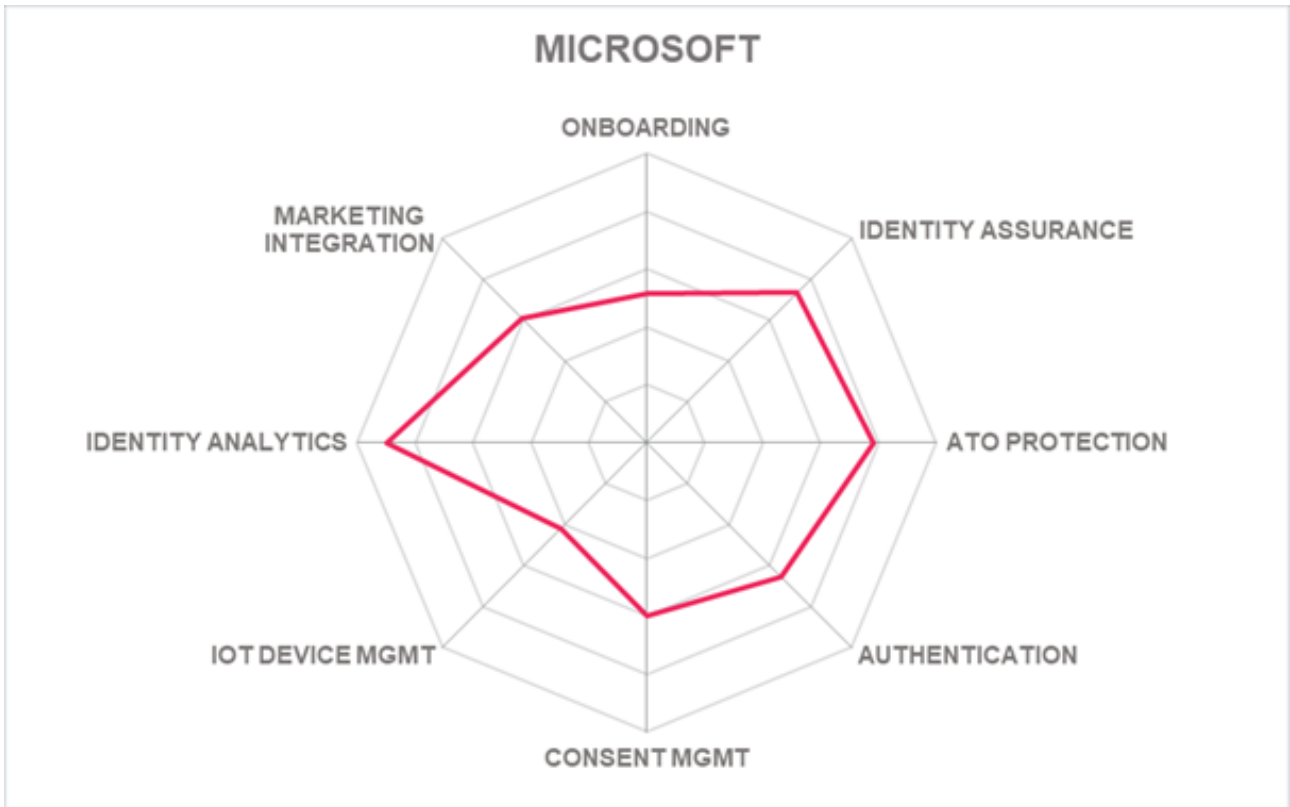 MICROSOFT
ONBOARDING
MARKETING
INTEGRATION
IDENTITY ASSURANCE
IDENTITY ANALYTICS
ATO PROTECTION
IOT DEVICE MGMT
AUTHENTICATION
CONSENT MGMT